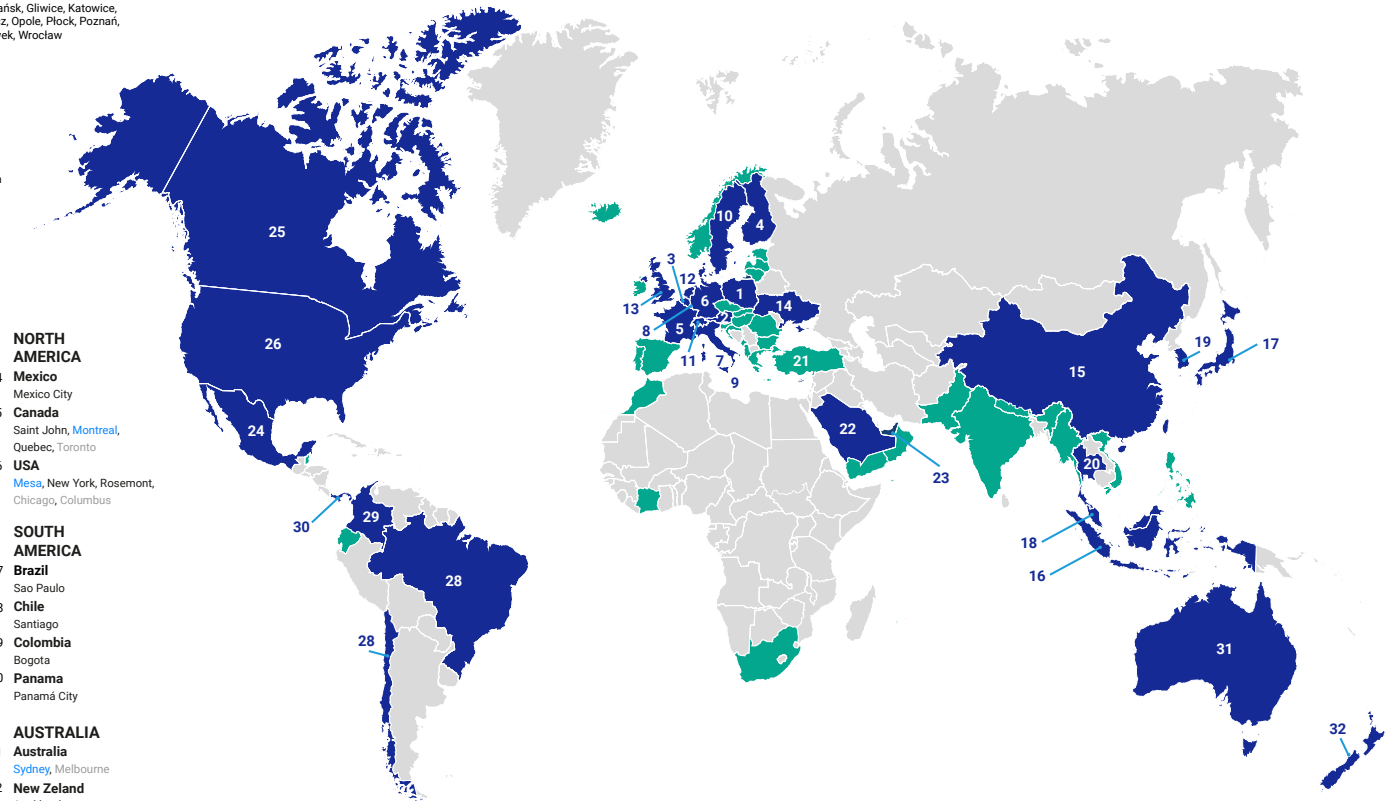 ańsk, Gliwice, Katowice,
z, Opole, Płock, Poznań,
ek, Wrocław
NORTH
AMERICA
Mexico
Mexico City
Canada
Saint John, Montreal,
Quebec, Toronto
USA
Mesa, New York, Rosemont,
Chicago, Columbus
SOUTH
AMERICA
7 Brazil
Sao Paulo
Chile
Santiago
Colombia
Bogota
Panama
Panamá City
AUSTRALIA
Australia
Sydney, Melbourne
2 New Zeland
25
26
24
30
29
28
28
10
4
3
12
13
6
1
14
8
5
2
11
7
9
21
22
23
15
19
17
20
18
16
31
32